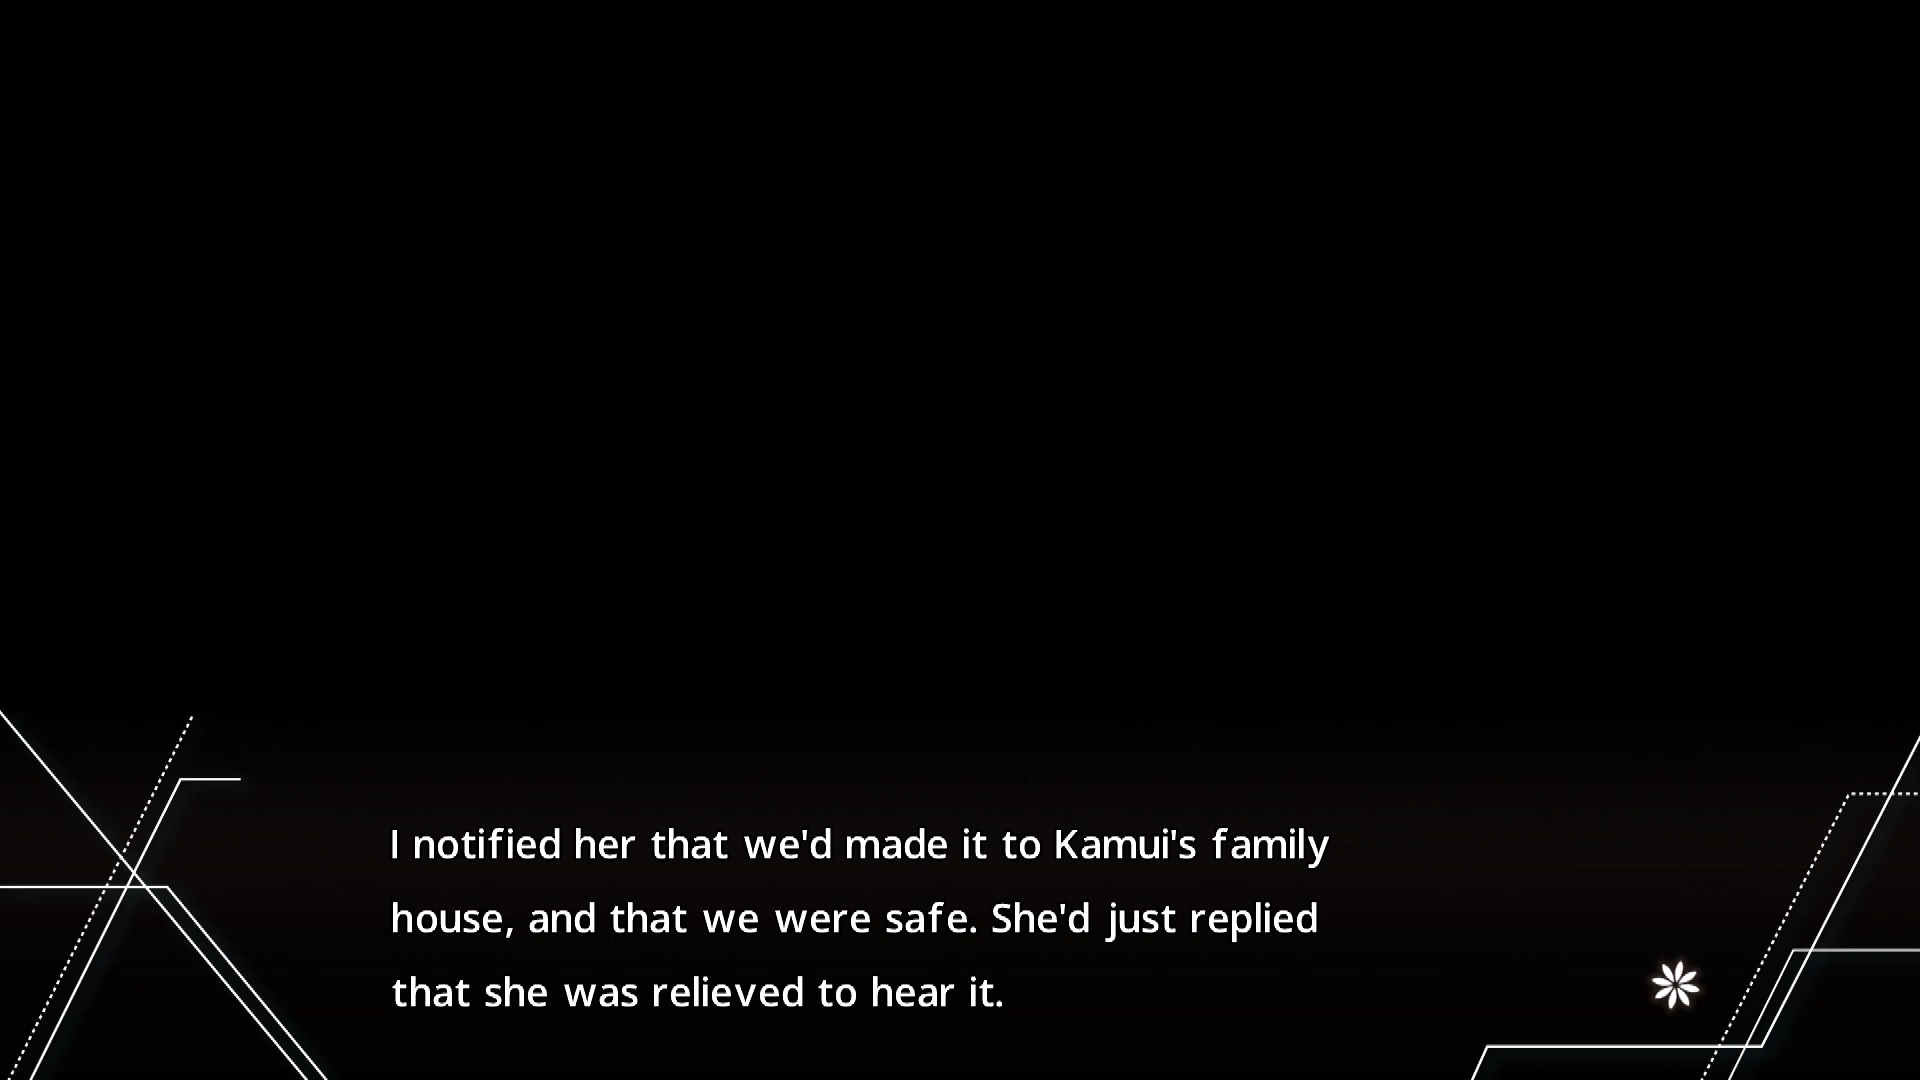 I notified her that we'd made it to Kamui's family
house, and that we were safe. She'd just replied
that she was relieved to hear it.